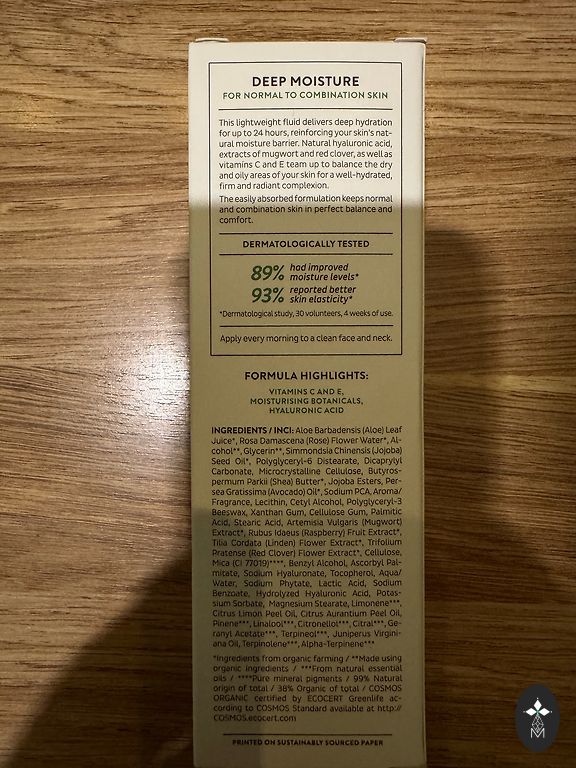 DEEP MOISTURE
FOR NORMAL TO COMBINATION SKIN
This lightweight fluid delivers deep hydration
for up to 24 hours, reinforcing your skin's nat-
ural moisture barrier. Natural hyaluronic acid,
extracts of mugwort and red clover, as well as
vitamins C and E team up to balance the dry
and oily areas of your skin for a well-hydrated,
firm and radiant complexion.
The easily absorbed formulation keeps normal
and combination skin in perfect balance and
comfort.
DERMATOLOGICALLY TESTED
89% had improved
moisture levels*
93% reported better
skin elasticity*
*Dermatological study, 30 volunteers, 4 weeks of use.
Apply every morning to a clean face and neck.
FORMULA HIGHLIGHTS:
VITAMINS C AND E,
MOISTURISING BOTANICALS,
HYALURONIC ACID
INGREDIENTS / INCI: Aloe Barbadensis (Aloe) Leaf
Juice*, Rosa Damascena (Rose) Flower Water*, Al-
cohol**, Glycerin**, Simmondsia Chinensis (Jojoba)
Seed Oil*, Polyglyceryl-6 Distearate, Dicaprylyl
Carbonate, Microcrystalline Cellulose, Butyros-
permum Parkii (Shea) Butter*, Jojoba Esters, Per-
sea Gratissima (Avocado) Oil*, Sodium PCA, Aroma/
Fragrance, Lecithin, Cetyl Alcohol, Polyglyceryl-3
Beeswax, Xanthan Gum, Cellulose Gum, Palmitic
Acid, Stearic Acid, Artemisia Vulgaris (Mugwort)
Extract*, Rubus Idaeus (Raspberry) Fruit Extract*,
Tilia Cordata (Linden) Flower Extract*, Trifolium
Pratense (Red Clover) Flower Extract*, Cellulose,
Mica (CI 77019)****, Benzyl Alcohol, Ascorbyl Pal-
mitate, Sodium Hyaluronate, Tocopherol, Aqua/
Water, Sodium Phytate, Lactic Acid, Sodium
Benzoate, Hydrolyzed Hyaluronic Acid, Potas-
sium Sorbate, Magnesium Stearate, Limonene***,
Citrus Limon Peel Oil, Citrus Aurantium Peel Oil,
Pinene***, Linalool***, Citronellol***, Citral***, Ge-
ranyl Acetate***, Terpineol***, Juniperus Virgini-
ana Oil, Terpinolene***, Alpha-Terpinene***
*Ingredients from organic farming / **Made using
organic ingredients / ***From natural essential
oils / ****Pure mineral pigments / 99% Natural
origin of total / 38% Organic of total / COSMOS
ORGANIC certified by ECOCERT Greenlife ac-
cording to COSMOS Standard available at http://
COSMOS.ecocert.com
PRINTED ON SUSTAINABLY SOURCED PAPER
M